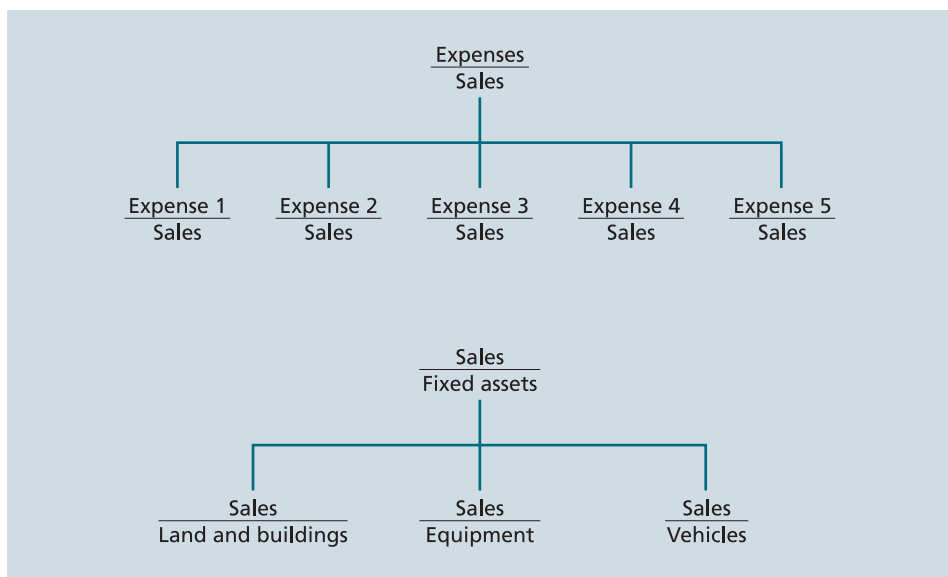 Expenses
Sales
Expense 1 Expense 2 Expense 3 Expense 4 Expense 5
Sales Sales Sales Sales Sales
Sales
Fixed assets
Sales Sales Sales
Land and buildings Equipment Vehicles